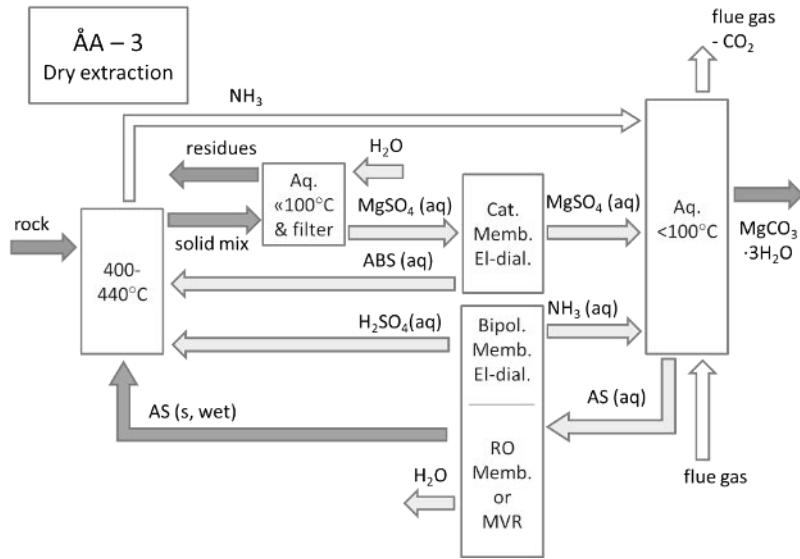 ÅA – 3
Dry extraction
flue gas
- CO₂
NH₃
residues
H₂O
Aq.
«100°C
& filter
MgSO₄ (aq)
Cat.
Memb.
El-dial.
MgSO₄ (aq)
Aq.
<100°C
MgCO₃
·3H₂O
rock
solid mix
400-
440°C
ABS (aq)
H₂SO₄(aq)
Bipol.
Memb.
El-dial.
NH₃ (aq)
AS (s, wet)
AS (aq)
RO
Memb.
or
MVR
H₂O
flue gas